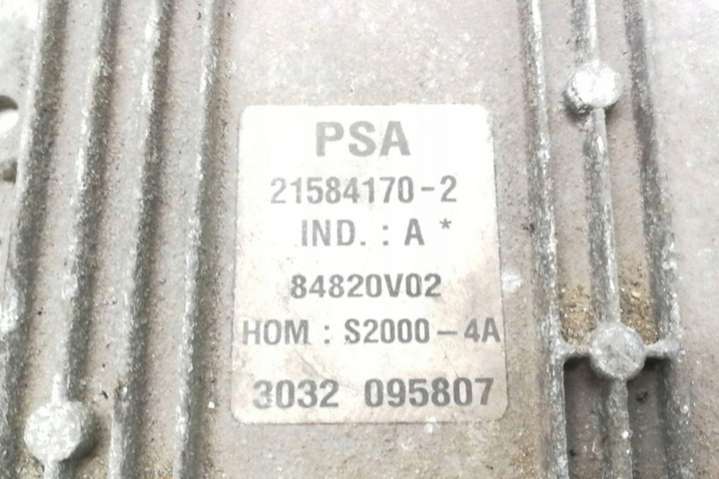 PSA
21584170-2
IND. : A *
84820V02
HOM : S2000-4A
3032 095807